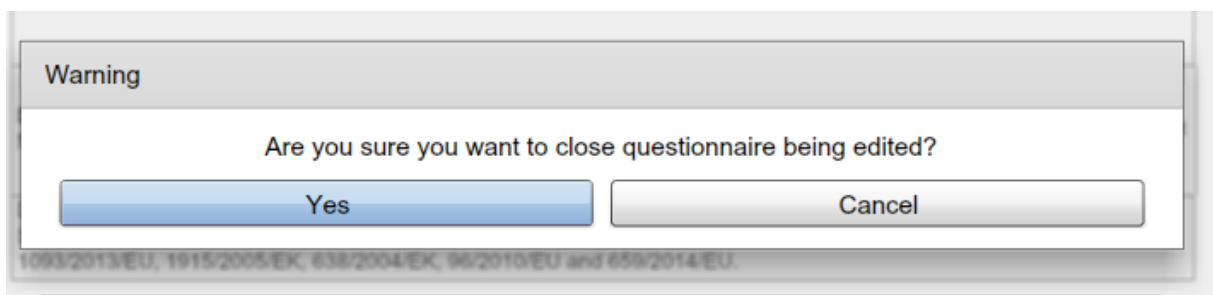 Warning
Are you sure you want to close questionnaire being edited?
Yes
Cancel
1093/2013/EU, 1915/2005/EK, 638/2004/EK, 96/2010/EU and 659/2014/EU.